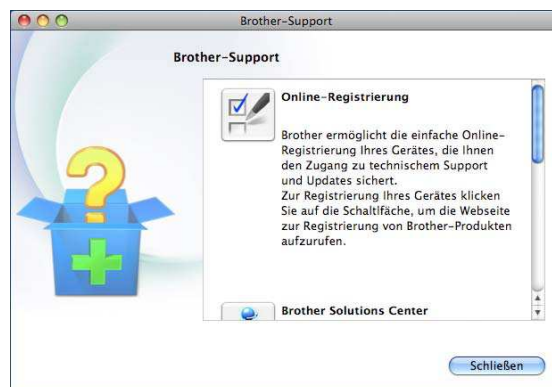 Brother-Support
Brother-Support
Online-Registrierung
Brother ermöglicht die einfache Online-
Registrierung Ihres Gerätes, die Ihnen
den Zugang zu technischem Support
und Updates sichert.
Zur Registrierung Ihres Gerätes klicken
Sie auf die Schaltfäche, um die Webseite
zur Registrierung von Brother-Produkten
aufzurufen.
Brother Solutions Center
Schließen